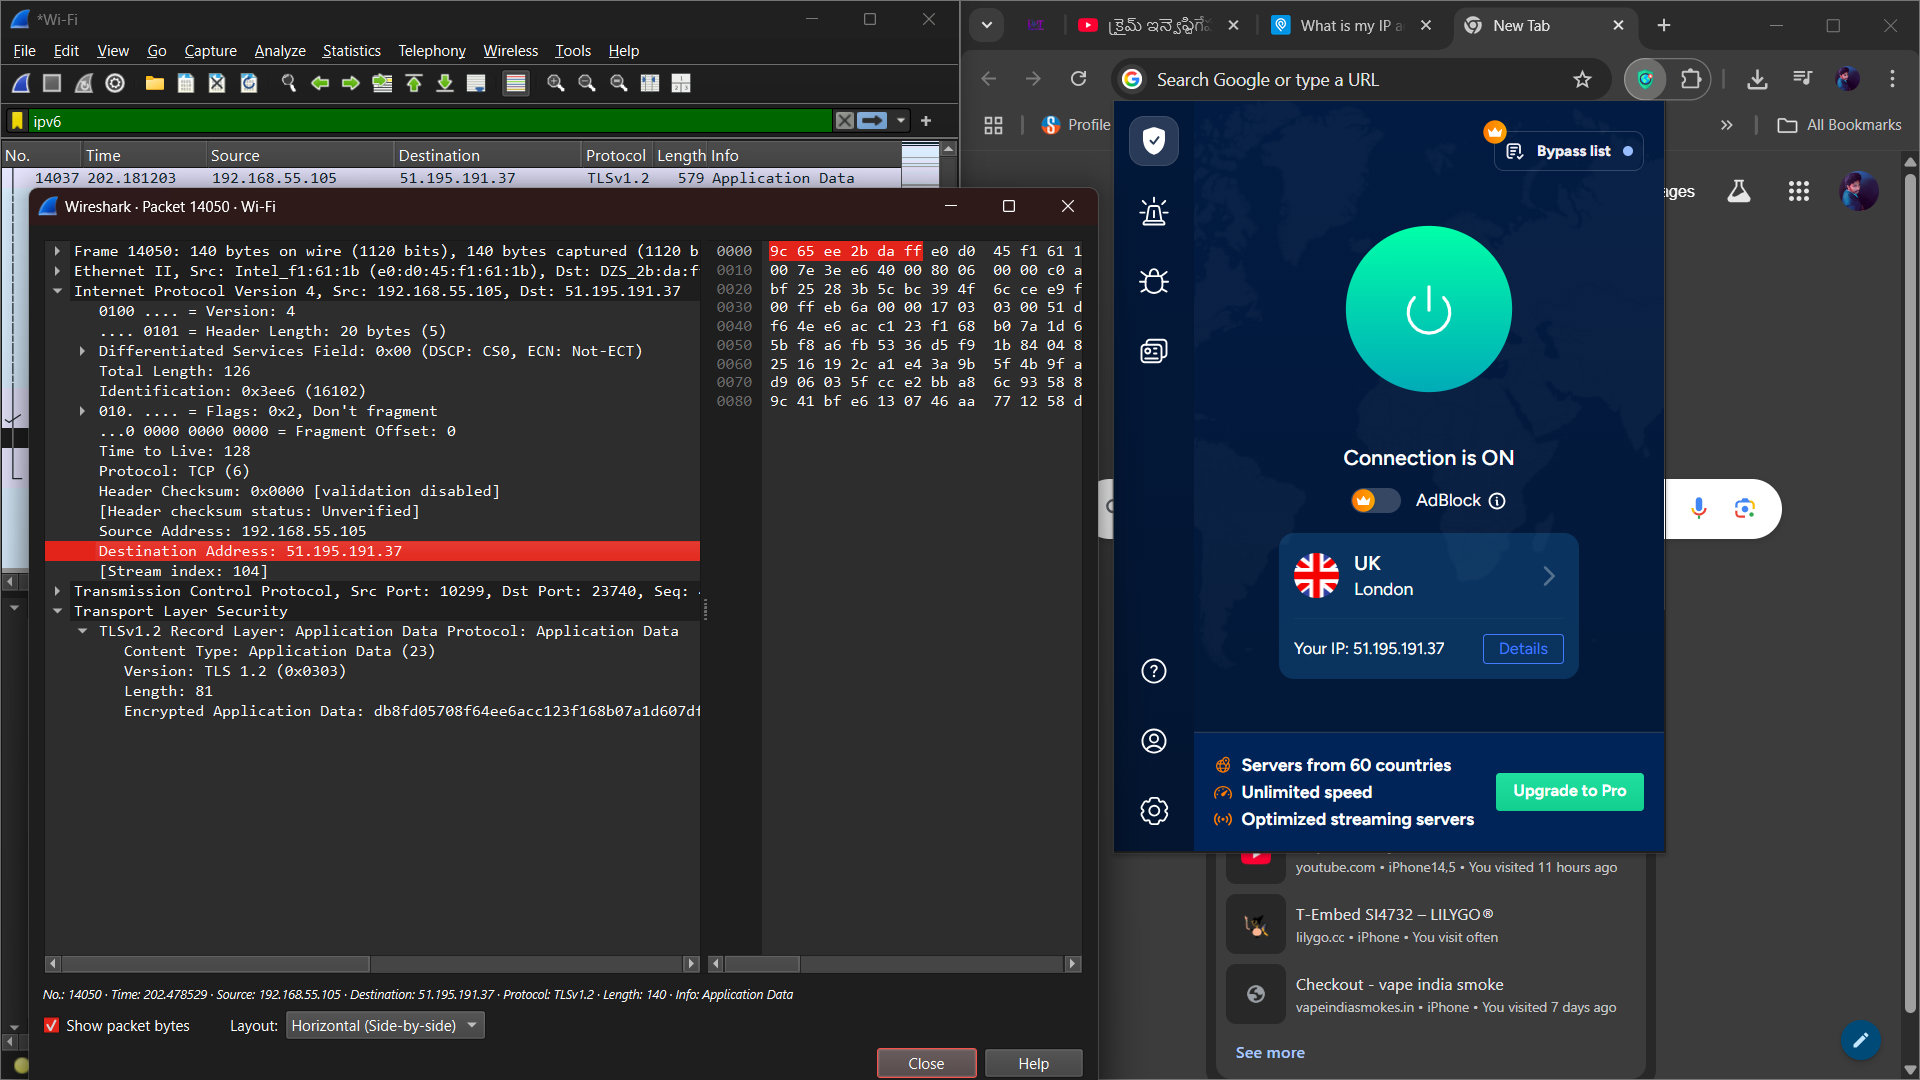 *Wi-Fi
File Edit View Go Capture Analyze Statistics Telephony Wireless Tools Help
ipv6
No. Time Source Destination Protocol Length Info
14037 202.181203 192.168.55.105 51.195.191.37 TLSv1.2 579 Application Data
Wireshark · Packet 14050 · Wi-Fi
Frame 14050: 140 bytes on wire (1120 bits), 140 bytes captured (1120 b
Ethernet II, Src: Intel_f1:61:1b (e0:d0:45:f1:61:1b), Dst: DZS_2b:da:f
Internet Protocol Version 4, Src: 192.168.55.105, Dst: 51.195.191.37
0100 .... = Version: 4
.... 0101 = Header Length: 20 bytes (5)
Differentiated Services Field: 0x00 (DSCP: CS0, ECN: Not-ECT)
Total Length: 126
Identification: 0x3ee6 (16102)
010. .... = Flags: 0x2, Don't fragment
...0 0000 0000 0000 = Fragment Offset: 0
Time to Live: 128
Protocol: TCP (6)
Header Checksum: 0x0000 [validation disabled]
[Header checksum status: Unverified]
Source Address: 192.168.55.105
Destination Address: 51.195.191.37
[Stream index: 104]
Transmission Control Protocol, Src Port: 10299, Dst Port: 23740, Seq:
Transport Layer Security
TLSv1.2 Record Layer: Application Data Protocol: Application Data
Content Type: Application Data (23)
Version: TLS 1.2 (0x0303)
Length: 81
Encrypted Application Data: db8fd05708f64ee6acc123f168b07a1d607df
0000 9c 65 ee 2b da ff e0 d0 45 f1 61 1
0010 00 7e 3e e6 40 00 80 06 00 00 c0 a
0020 bf 25 28 3b 5c bc 39 4f 6c ce e9 f
0030 00 ff eb 6a 00 00 17 03 03 00 51 d
0040 f6 4e e6 ac c1 23 f1 68 b0 7a 1d 6
0050 5b f8 a6 fb 53 36 d5 f9 1b 84 04 8
0060 25 16 19 2c a1 e4 3a 9b 5f 4b 9f a
0070 d9 06 03 5f cc e2 bb a8 6c 93 58 8
0080 9c 41 bf e6 13 07 46 aa 77 12 58 d
No.: 14050 · Time: 202.478529 · Source: 192.168.55.105 · Destination: 51.195.191.37 · Protocol: TLSv1.2 · Length: 140 · Info: Application Data
Show packet bytes Layout: Horizontal (Side-by-side)
Close Help
క్రైమ్ ఇన్వెస్టిగే What is my IP a New Tab
Search Google or type a URL
Profile All Bookmarks
ages
Bypass list
Connection is ON
AdBlock
UK
London
Your IP: 51.195.191.37 Details
Servers from 60 countries
Unlimited speed
Optimized streaming servers
Upgrade to Pro
youtube.com • iPhone14,5 • You visited 11 hours ago
T-Embed SI4732 – LILYGO®
lilygo.cc • iPhone • You visit often
Checkout - vape india smoke
vapeindiasmokes.in • iPhone • You visited 7 days ago
See more